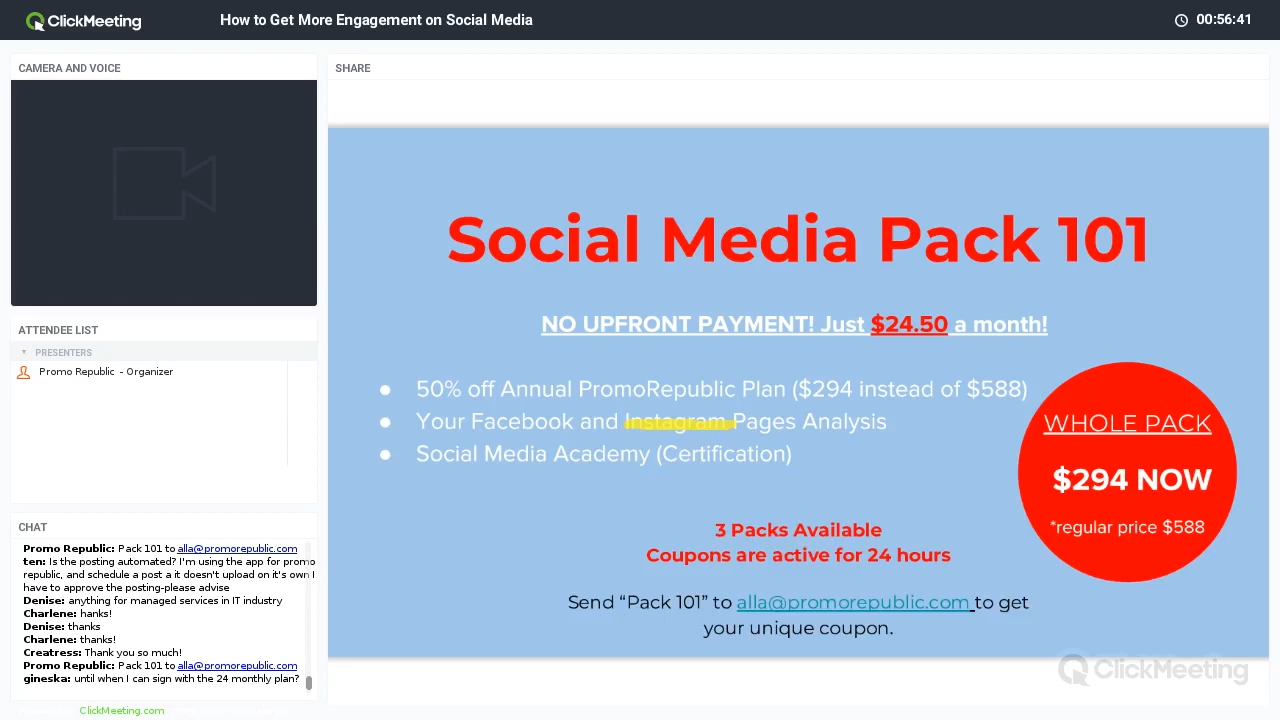 ClickMeeting
How to Get More Engagement on Social Media
00:56:41
CAMERA AND VOICE
SHARE
ATTENDEE LIST
PRESENTERS
Promo Republic - Organizer
CHAT
Promo Republic: Pack 101 to alla@promorepublic.com
ten: Is the posting automated? I'm using the app for promo
republic, and schedule a post a it doesn't upload on it's own I
have to approve the posting-please advise
Denise: anything for managed services in IT industry
Charlene: hanks!
Denise: thanks
Charlene: thanks!
Creatress: Thank you so much!
Promo Republic: Pack 101 to alla@promorepublic.com
gineska: until when I can sign with the 24 monthly plan?
ClickMeeting.com
Social Media Pack 101
NO UPFRONT PAYMENT! Just $24.50 a month!
● 50% off Annual PromoRepublic Plan ($294 instead of $588)
● Your Facebook and Instagram Pages Analysis
● Social Media Academy (Certification)
WHOLE PACK
$294 NOW
*regular price $588
3 Packs Available
Coupons are active for 24 hours
Send “Pack 101” to alla@promorepublic.com to get
your unique coupon.
ClickMeeting